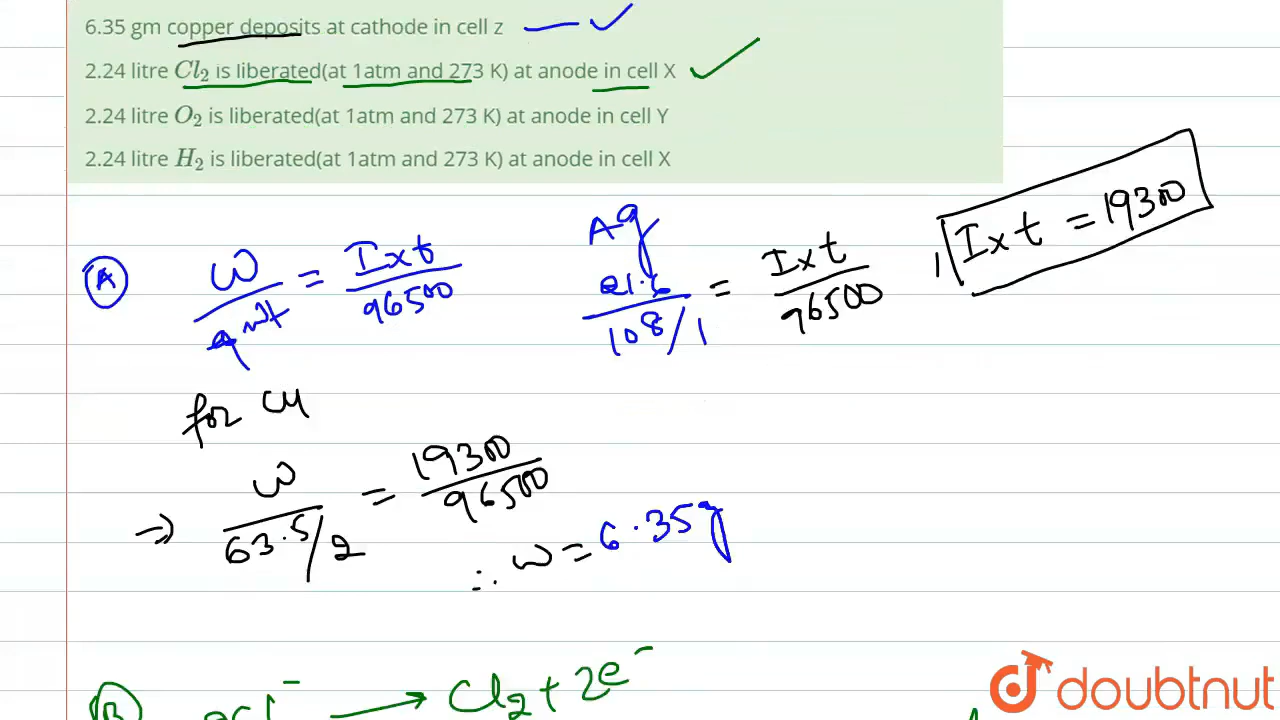 6.35 gm copper deposits at cathode in cell z
2.24 litre Cl₂ is liberated(at 1atm and 273 K) at anode in cell X
2.24 litre O₂ is liberated(at 1atm and 273 K) at anode in cell Y
2.24 litre H₂ is liberated(at 1atm and 273 K) at anode in cell X
(A) W / q wt = I×t / 96500
Ag
21.6 / 108/1 = I×t / 96500
I×t = 19300
for Cu
⇒ W / 63.5/2 = 19300 / 96500
∴ W = 6.35g
(B) 2Cl⁻ → Cl₂ + 2e⁻
doubtnut